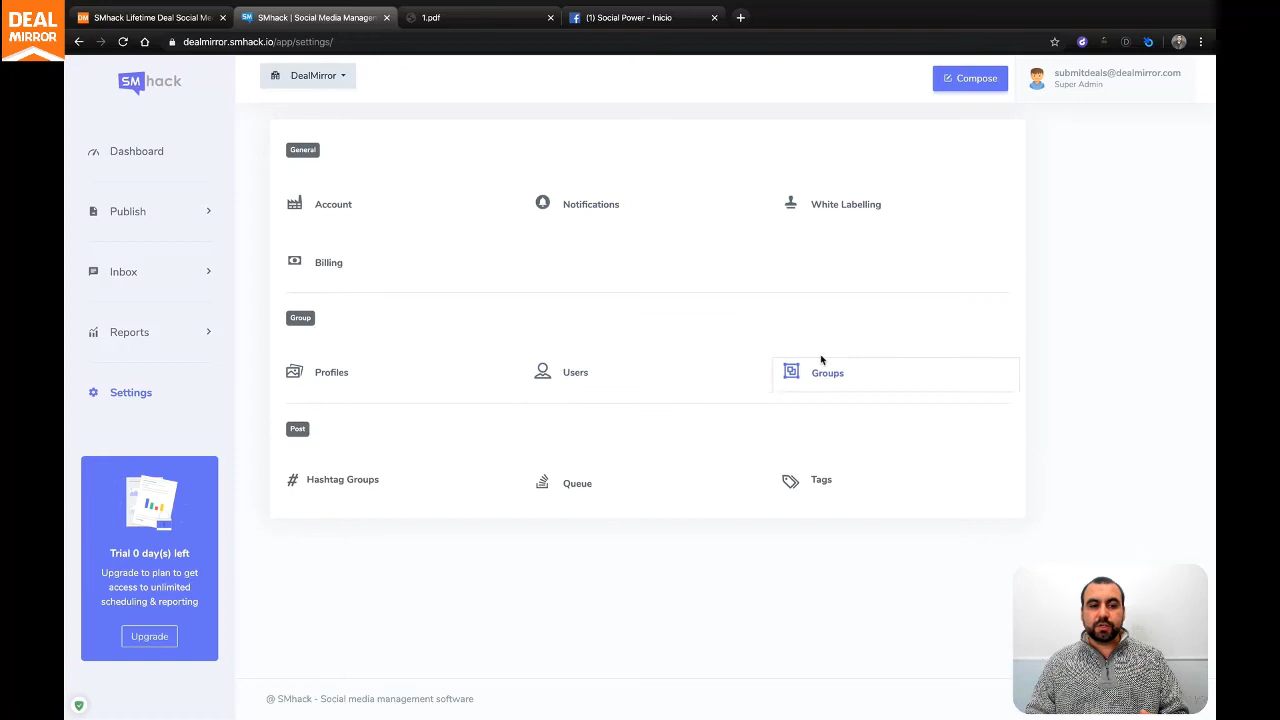 DEAL
MIRROR
SMhack Lifetime Deal Social Me
SMhack | Social Media Managem
1.pdf
(1) Social Power - Inicio
dealmirror.smhack.io/app/settings/
SM hack
DealMirror
Compose
submitdeals@dealmirror.com
Super Admin
Dashboard
Publish
Inbox
Reports
Settings
General
Account
Notifications
White Labelling
Billing
Group
Profiles
Users
Groups
Post
Hashtag Groups
Queue
Tags
Trial 0 day(s) left
Upgrade to plan to get
access to unlimited
scheduling & reporting
Upgrade
@ SMhack - Social media management software